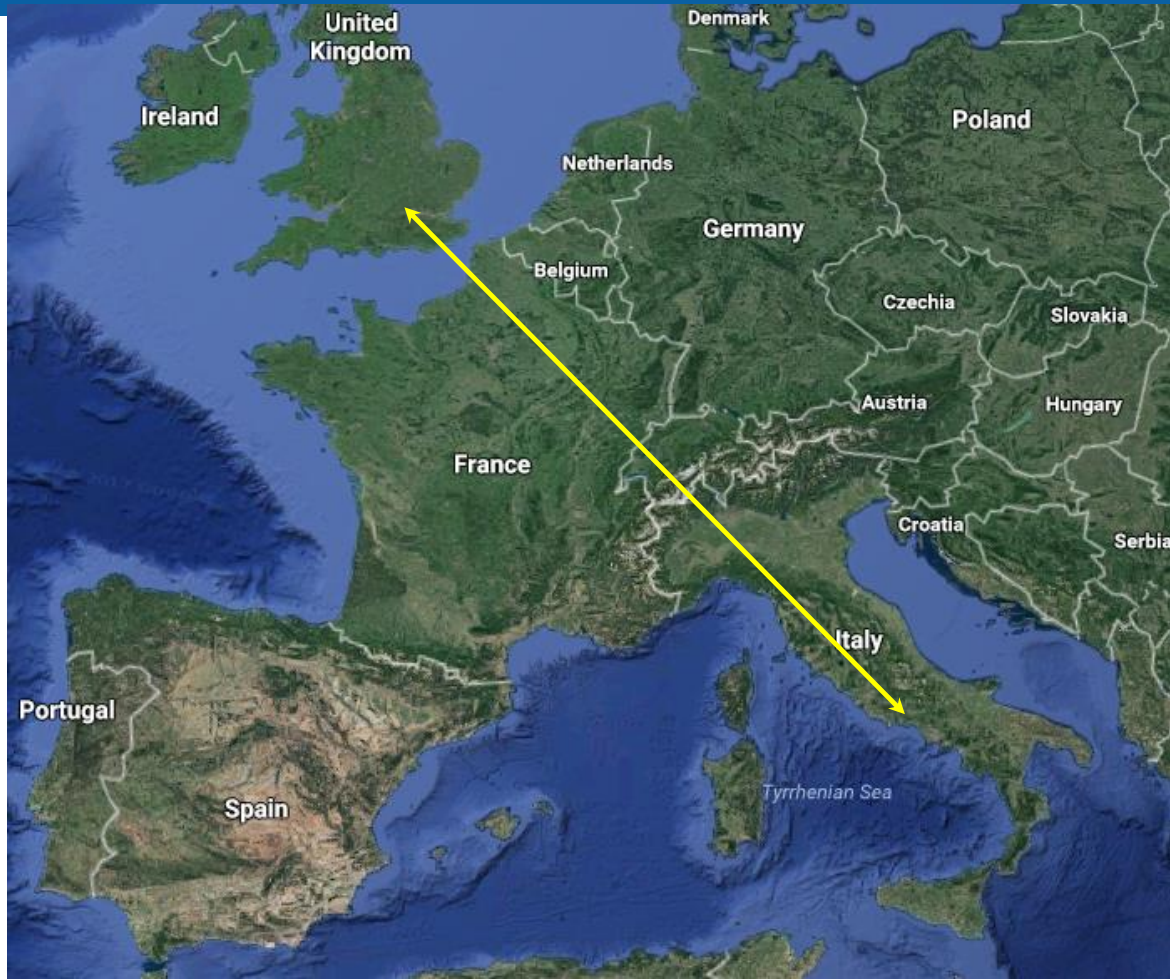 United
Kingdom
Denmark
Ireland
Poland
Netherlands
Germany
Belgium
Czechia
Slovakia
Austria
Hungary
France
Croatia
Serbia
Italy
Portugal
Tyrrhenian Sea
Spain